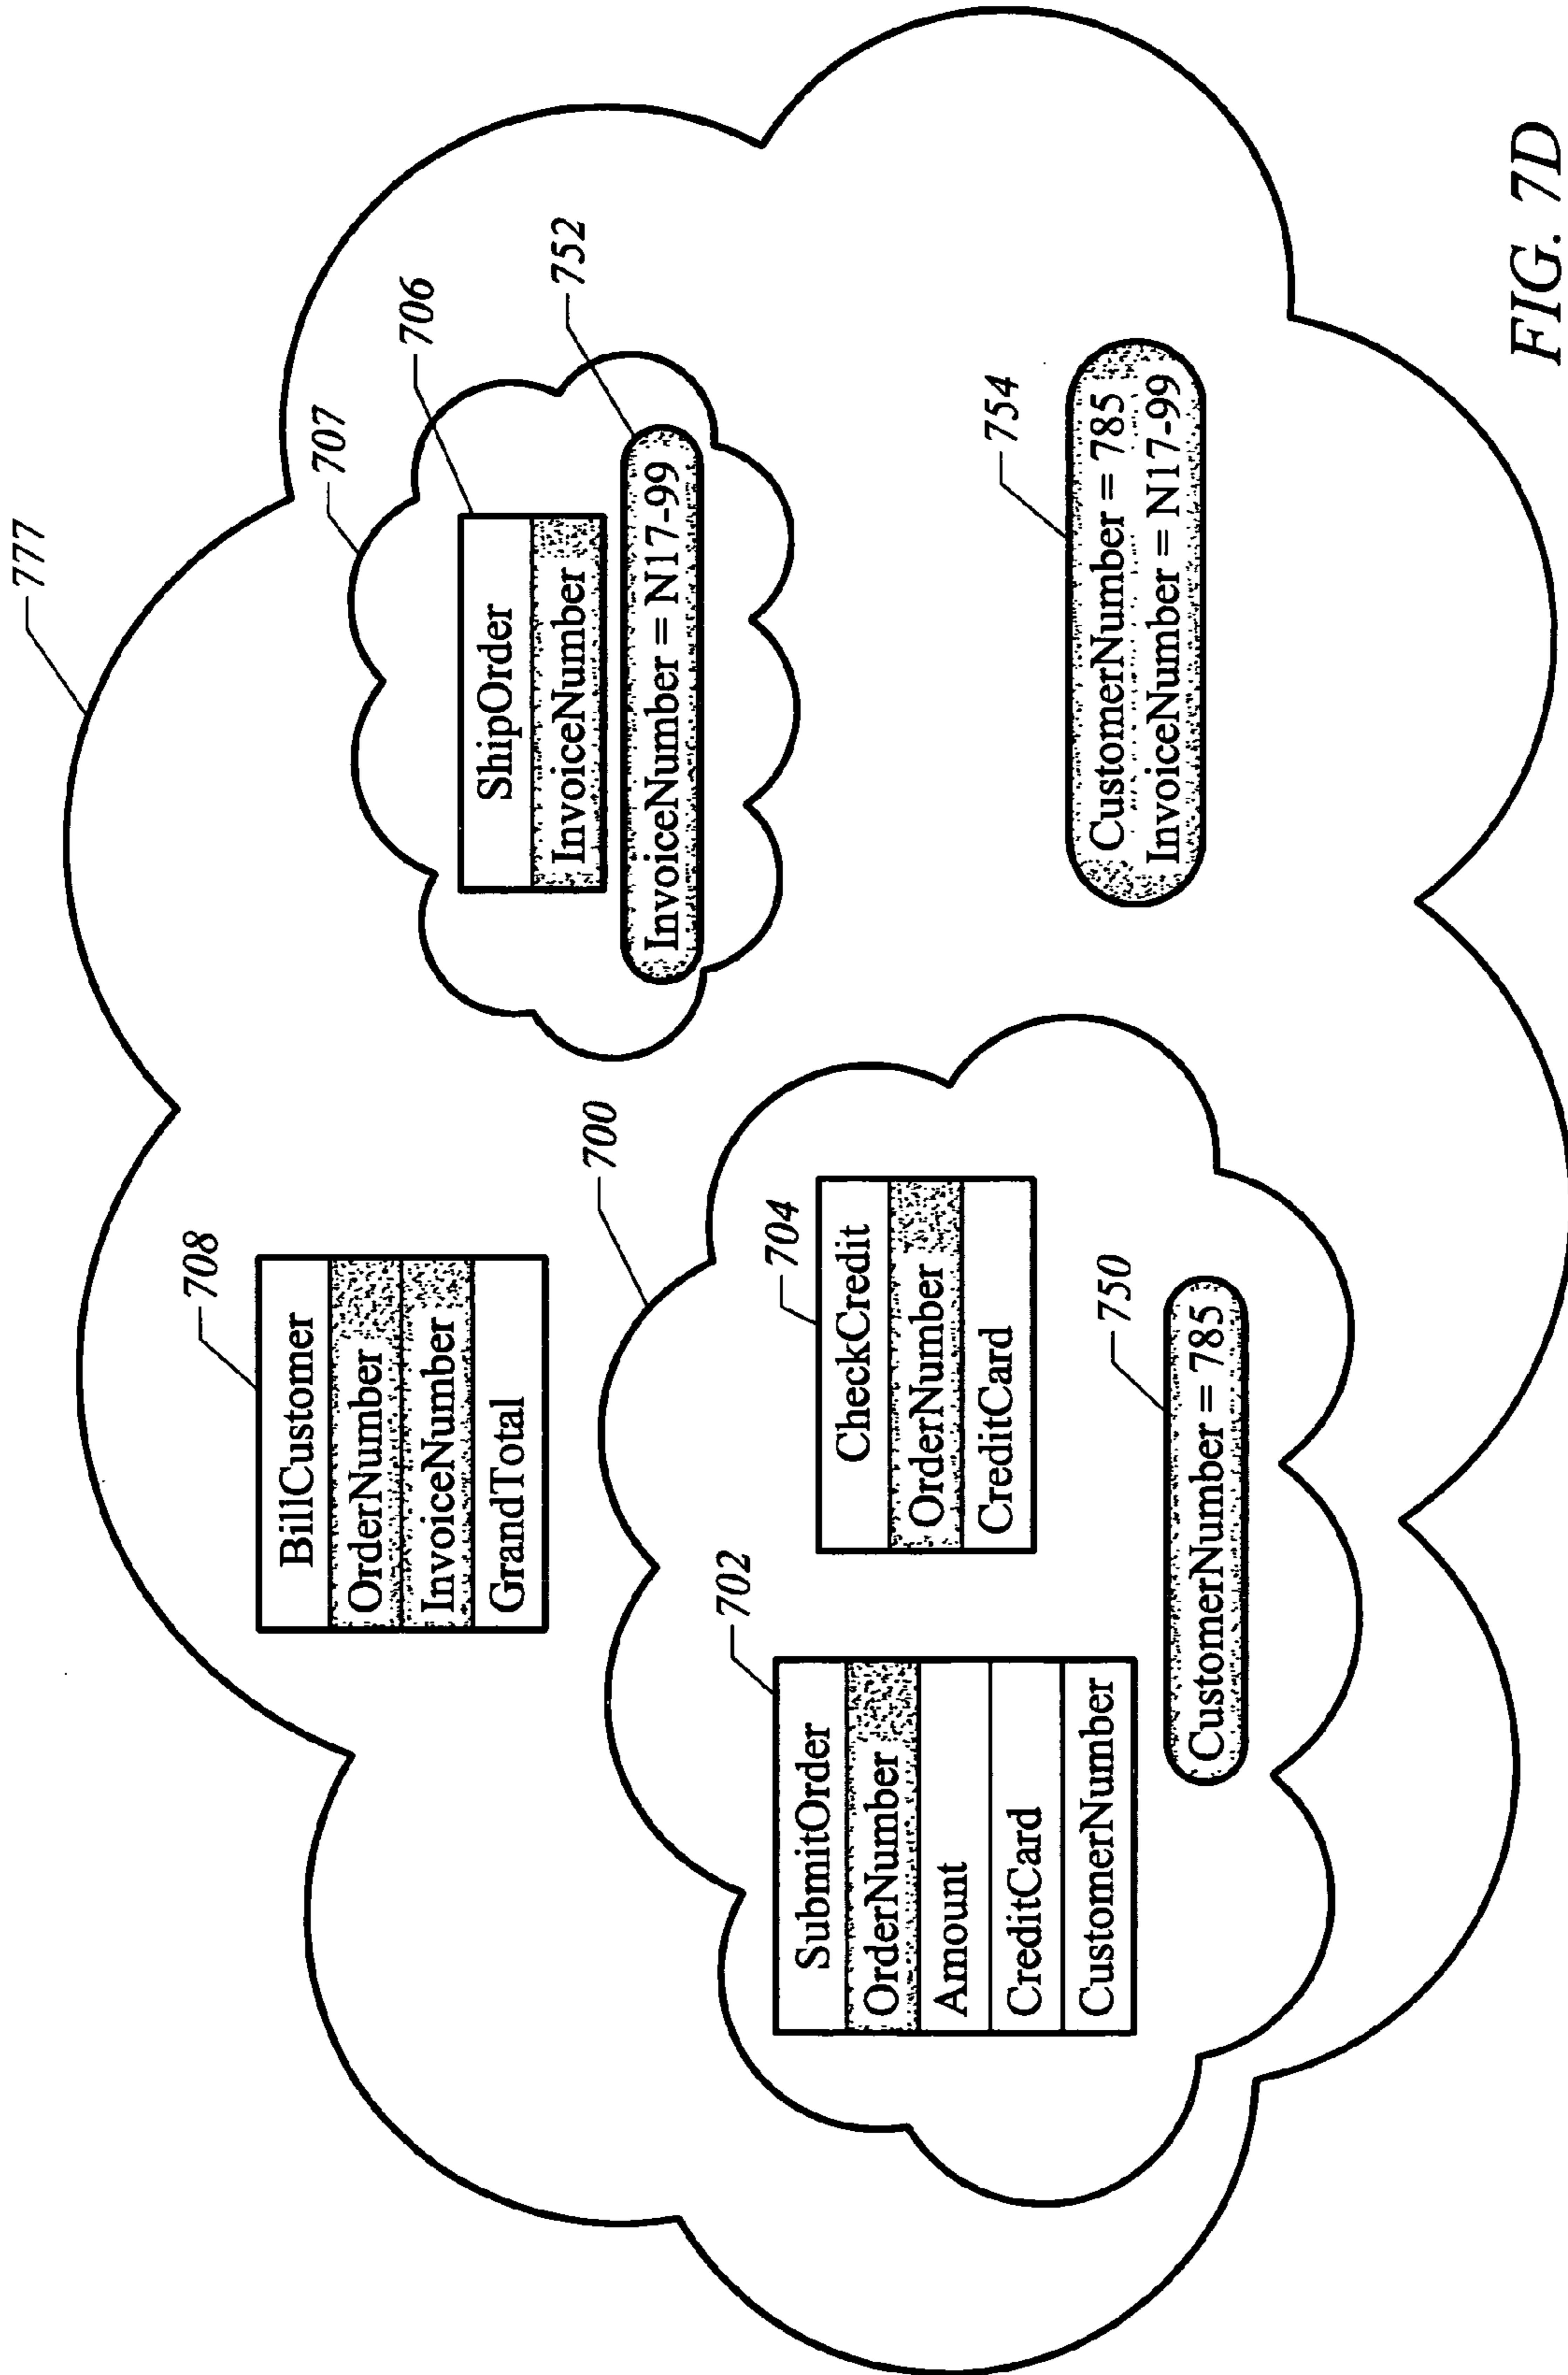 777
708
BillCustomer
OrderNumber
InvoiceNumber
GrandTotal
707
706
ShipOrder
InvoiceNumber
752
InvoiceNumber = N17-99
700
702
SubmitOrder
OrderNumber
Amount
CreditCard
CustomerNumber
704
CheckCredit
OrderNumber
CreditCard
750
CustomerNumber = 785
754
CustomerNumber = 785
InvoiceNumber = N17-99
FIG. 7D